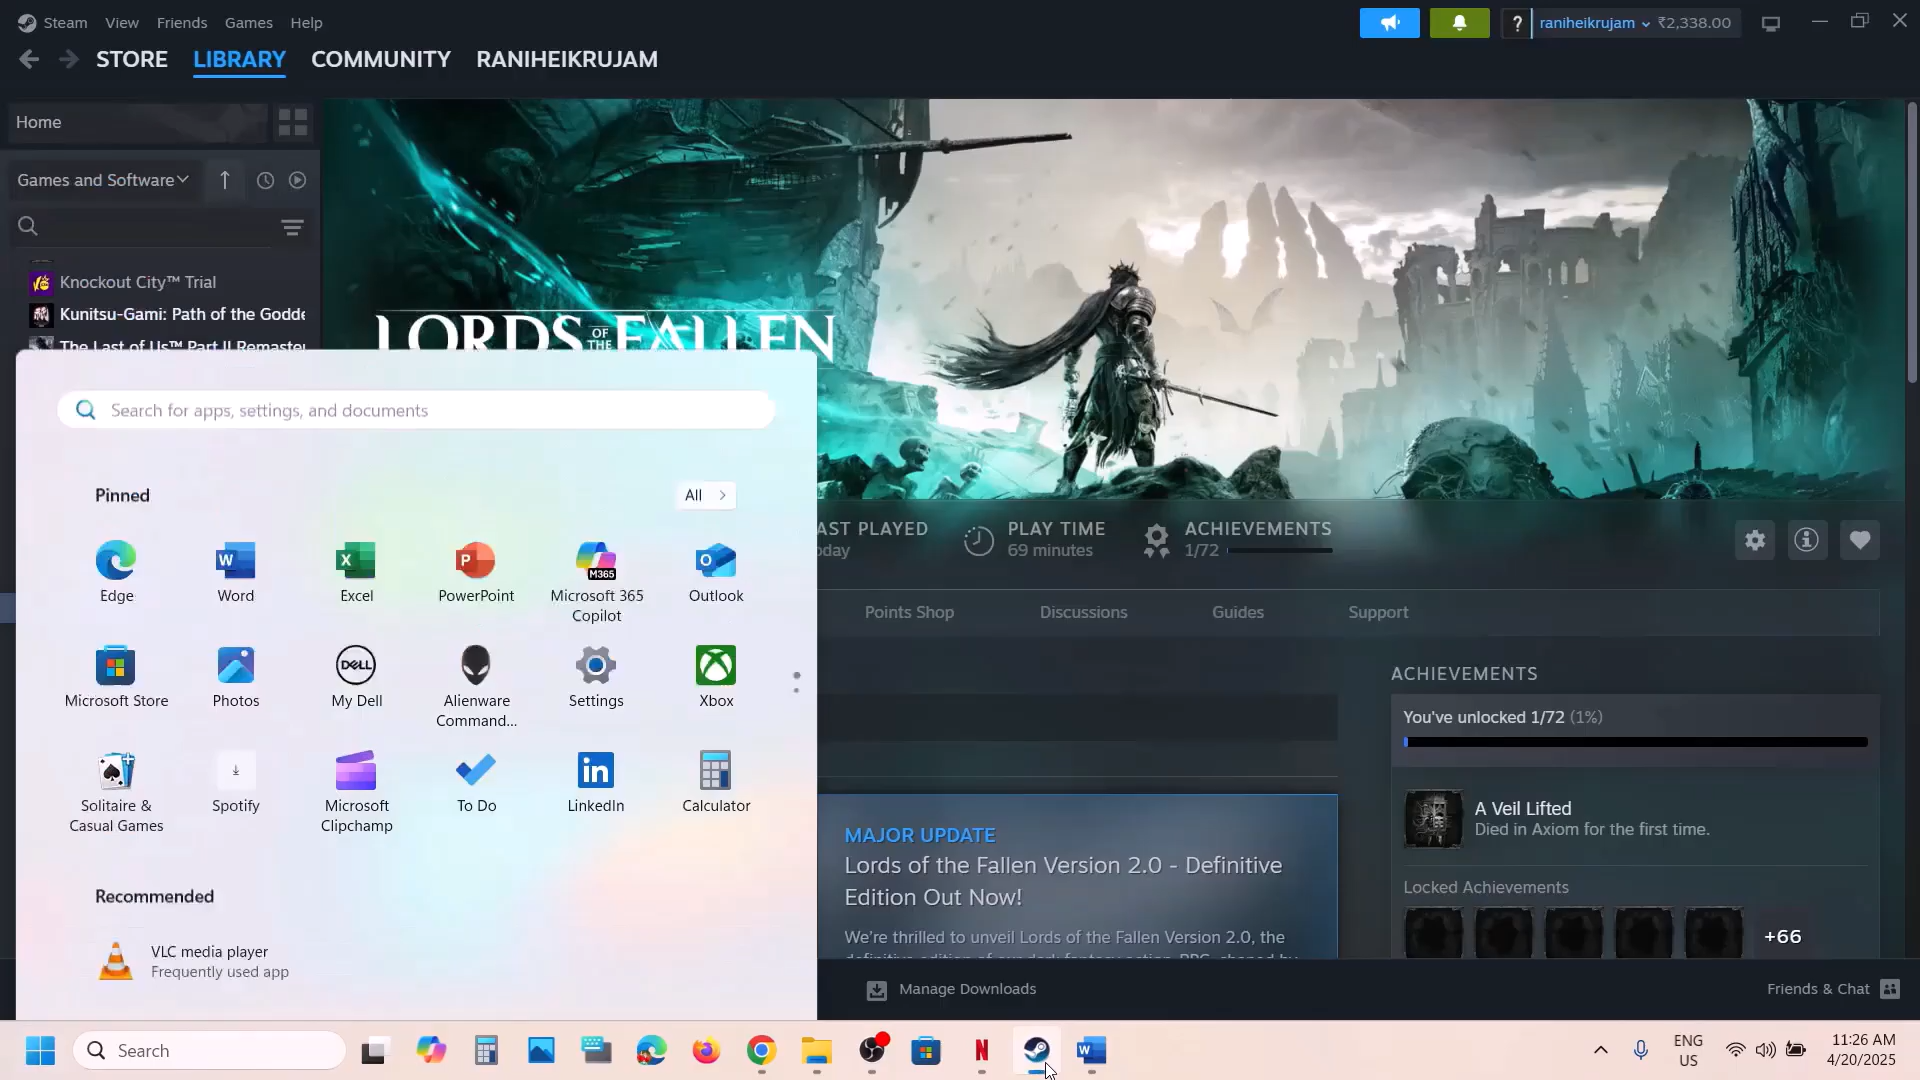 Steam View Friends Games Help
? raniheikrujam ₹2,338.00
STORE LIBRARY COMMUNITY RANIHEIKRUJAM
Home
Games and Software
Knockout City™ Trial
Kunitsu-Gami: Path of the Godde
The Last of Us™ Part II Remaster
LORDS OF THE FALLEN
Search for apps, settings, and documents
Pinned
All
Edge
Word
Excel
PowerPoint
Microsoft 365
Copilot
M365
Outlook
Microsoft Store
Photos
DELL
My Dell
Alienware
Command...
Settings
Xbox
Solitaire &
Casual Games
Spotify
Microsoft
Clipchamp
To Do
LinkedIn
Calculator
Recommended
VLC media player
Frequently used app
AST PLAYED
oday
PLAY TIME
69 minutes
ACHIEVEMENTS
1/72
Points Shop Discussions Guides Support
ACHIEVEMENTS
You've unlocked 1/72 (1%)
A Veil Lifted
Died in Axiom for the first time.
Locked Achievements
+66
MAJOR UPDATE
Lords of the Fallen Version 2.0 - Definitive
Edition Out Now!
We're thrilled to unveil Lords of the Fallen Version 2.0, the
Manage Downloads
Friends & Chat
Search
ENG
US
11:26 AM
4/20/2025